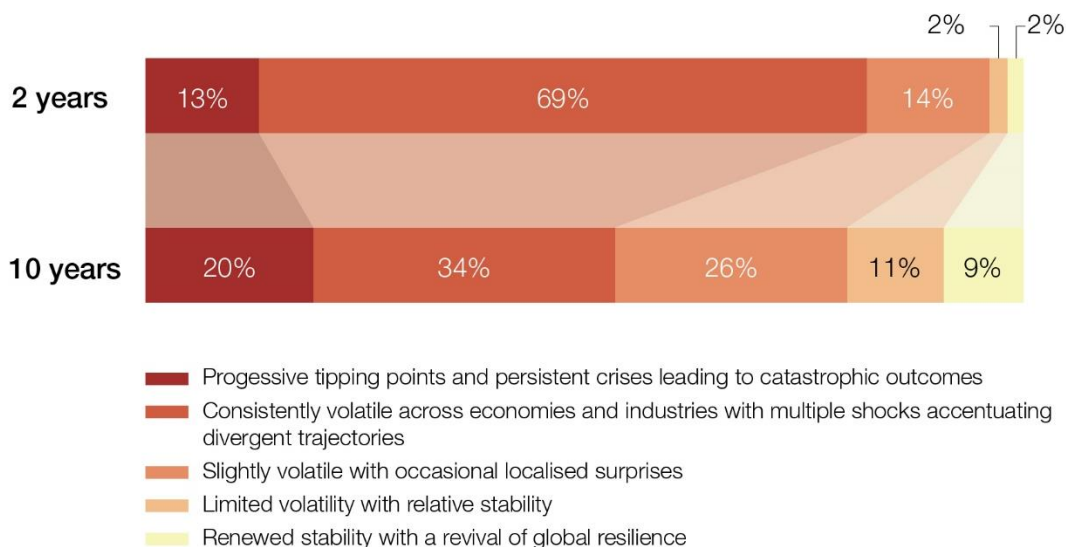 2% 2%
2 years 13% 69% 14%
10 years 20% 34% 26% 11% 9%
Progessive tipping points and persistent crises leading to catastrophic outcomes
Consistently volatile across economies and industries with multiple shocks accentuating
divergent trajectories
Slightly volatile with occasional localised surprises
Limited volatility with relative stability
Renewed stability with a revival of global resilience